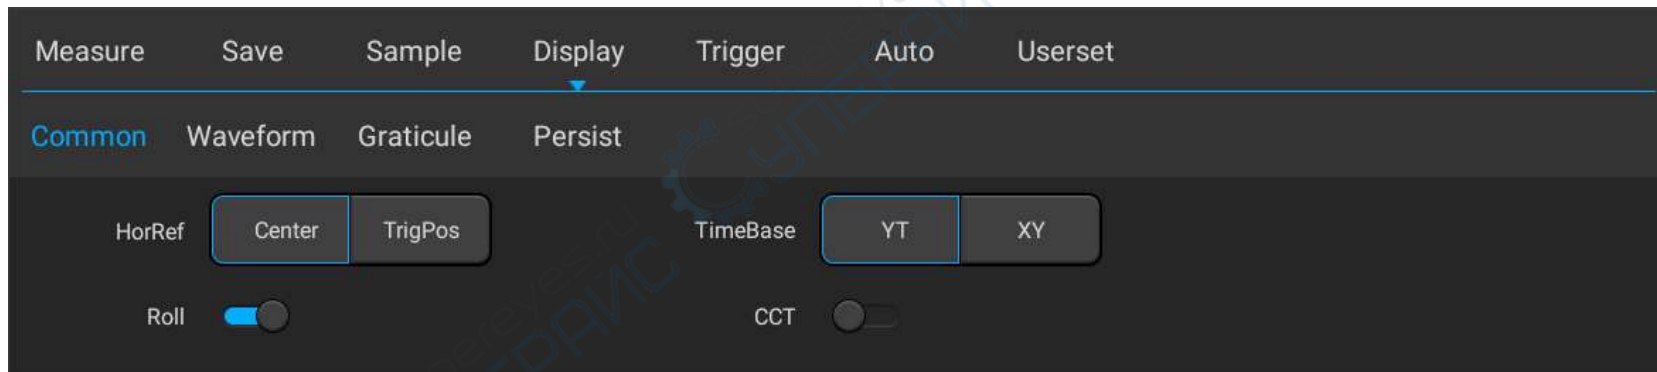 Measure Save Sample Display Trigger Auto Userset
Common Waveform Graticule Persist
HorRef Center TrigPos TimeBase YT XY
Roll CCT